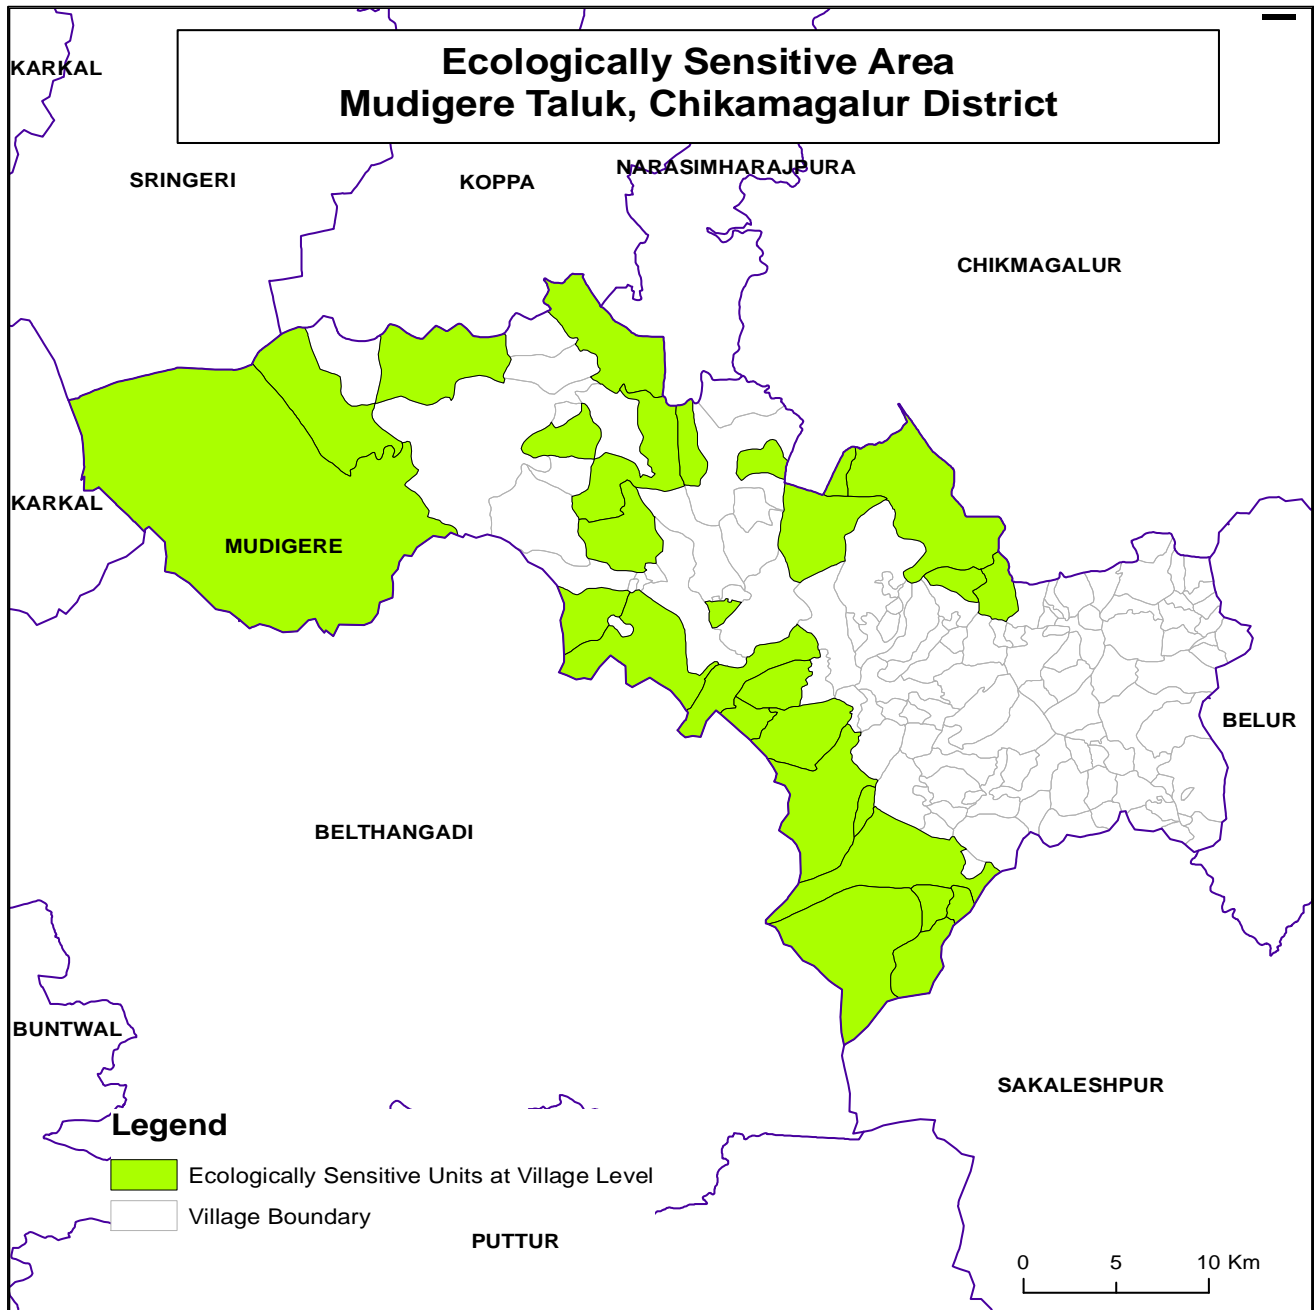 Ecologically Sensitive Area
Mudigere Taluk, Chikamagalur District
KARKAL
SRINGERI
KOPPA
NARASIMHARAJPURA
CHIKMAGALUR
KARKAL
MUDIGERE
BELUR
BELTHANGADI
BUNTWAL
SAKALESHPUR
Legend
Ecologically Sensitive Units at Village Level
Village Boundary
PUTTUR
0 5 10 Km